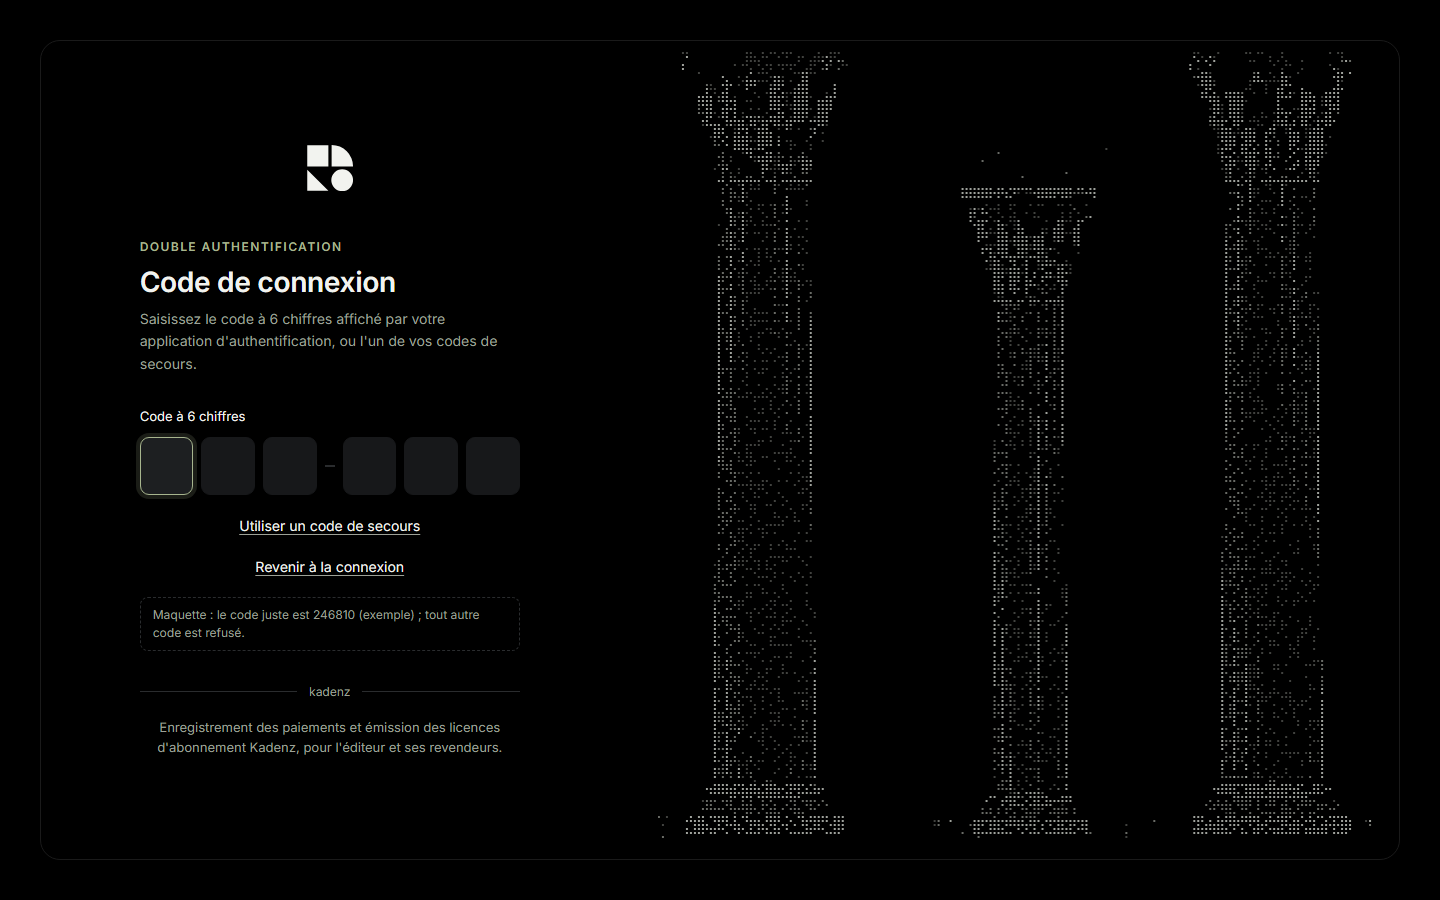 DOUBLE AUTHENTIFICATION
Code de connexion
Saisissez le code à 6 chiffres affiché par votre
application d'authentification, ou l'un de vos codes de
secours.
Code à 6 chiffres
–
Utiliser un code de secours
Revenir à la connexion
Maquette : le code juste est 246810 (exemple) ; tout autre
code est refusé.
kadenz
Enregistrement des paiements et émission des licences
d'abonnement Kadenz, pour l'éditeur et ses revendeurs.